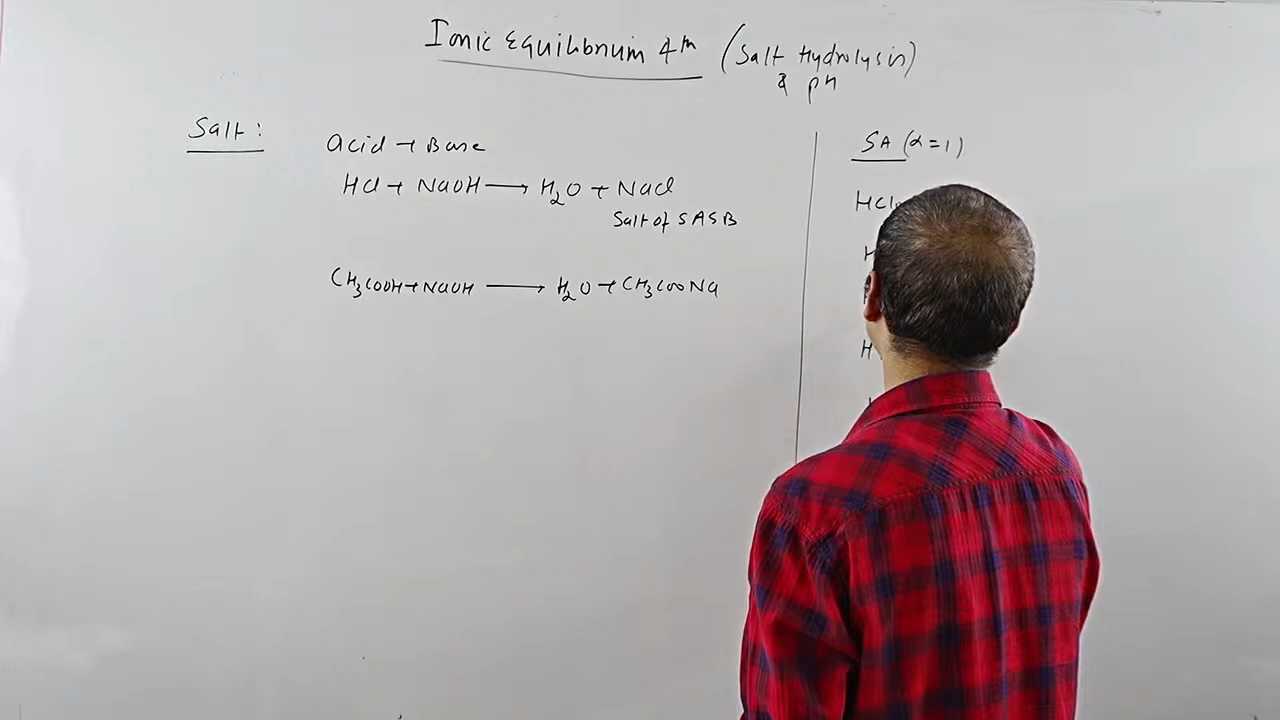 Ionic Equilibrium 4th (Salt Hydrolysis)
& pH
Salt :
Acid + Base
HCl + NaOH ⟶ H₂O + NaCl
Salt of SASB
CH₃COOH + NaOH ⟶ H₂O + CH₃COONa
SA (α = 1)